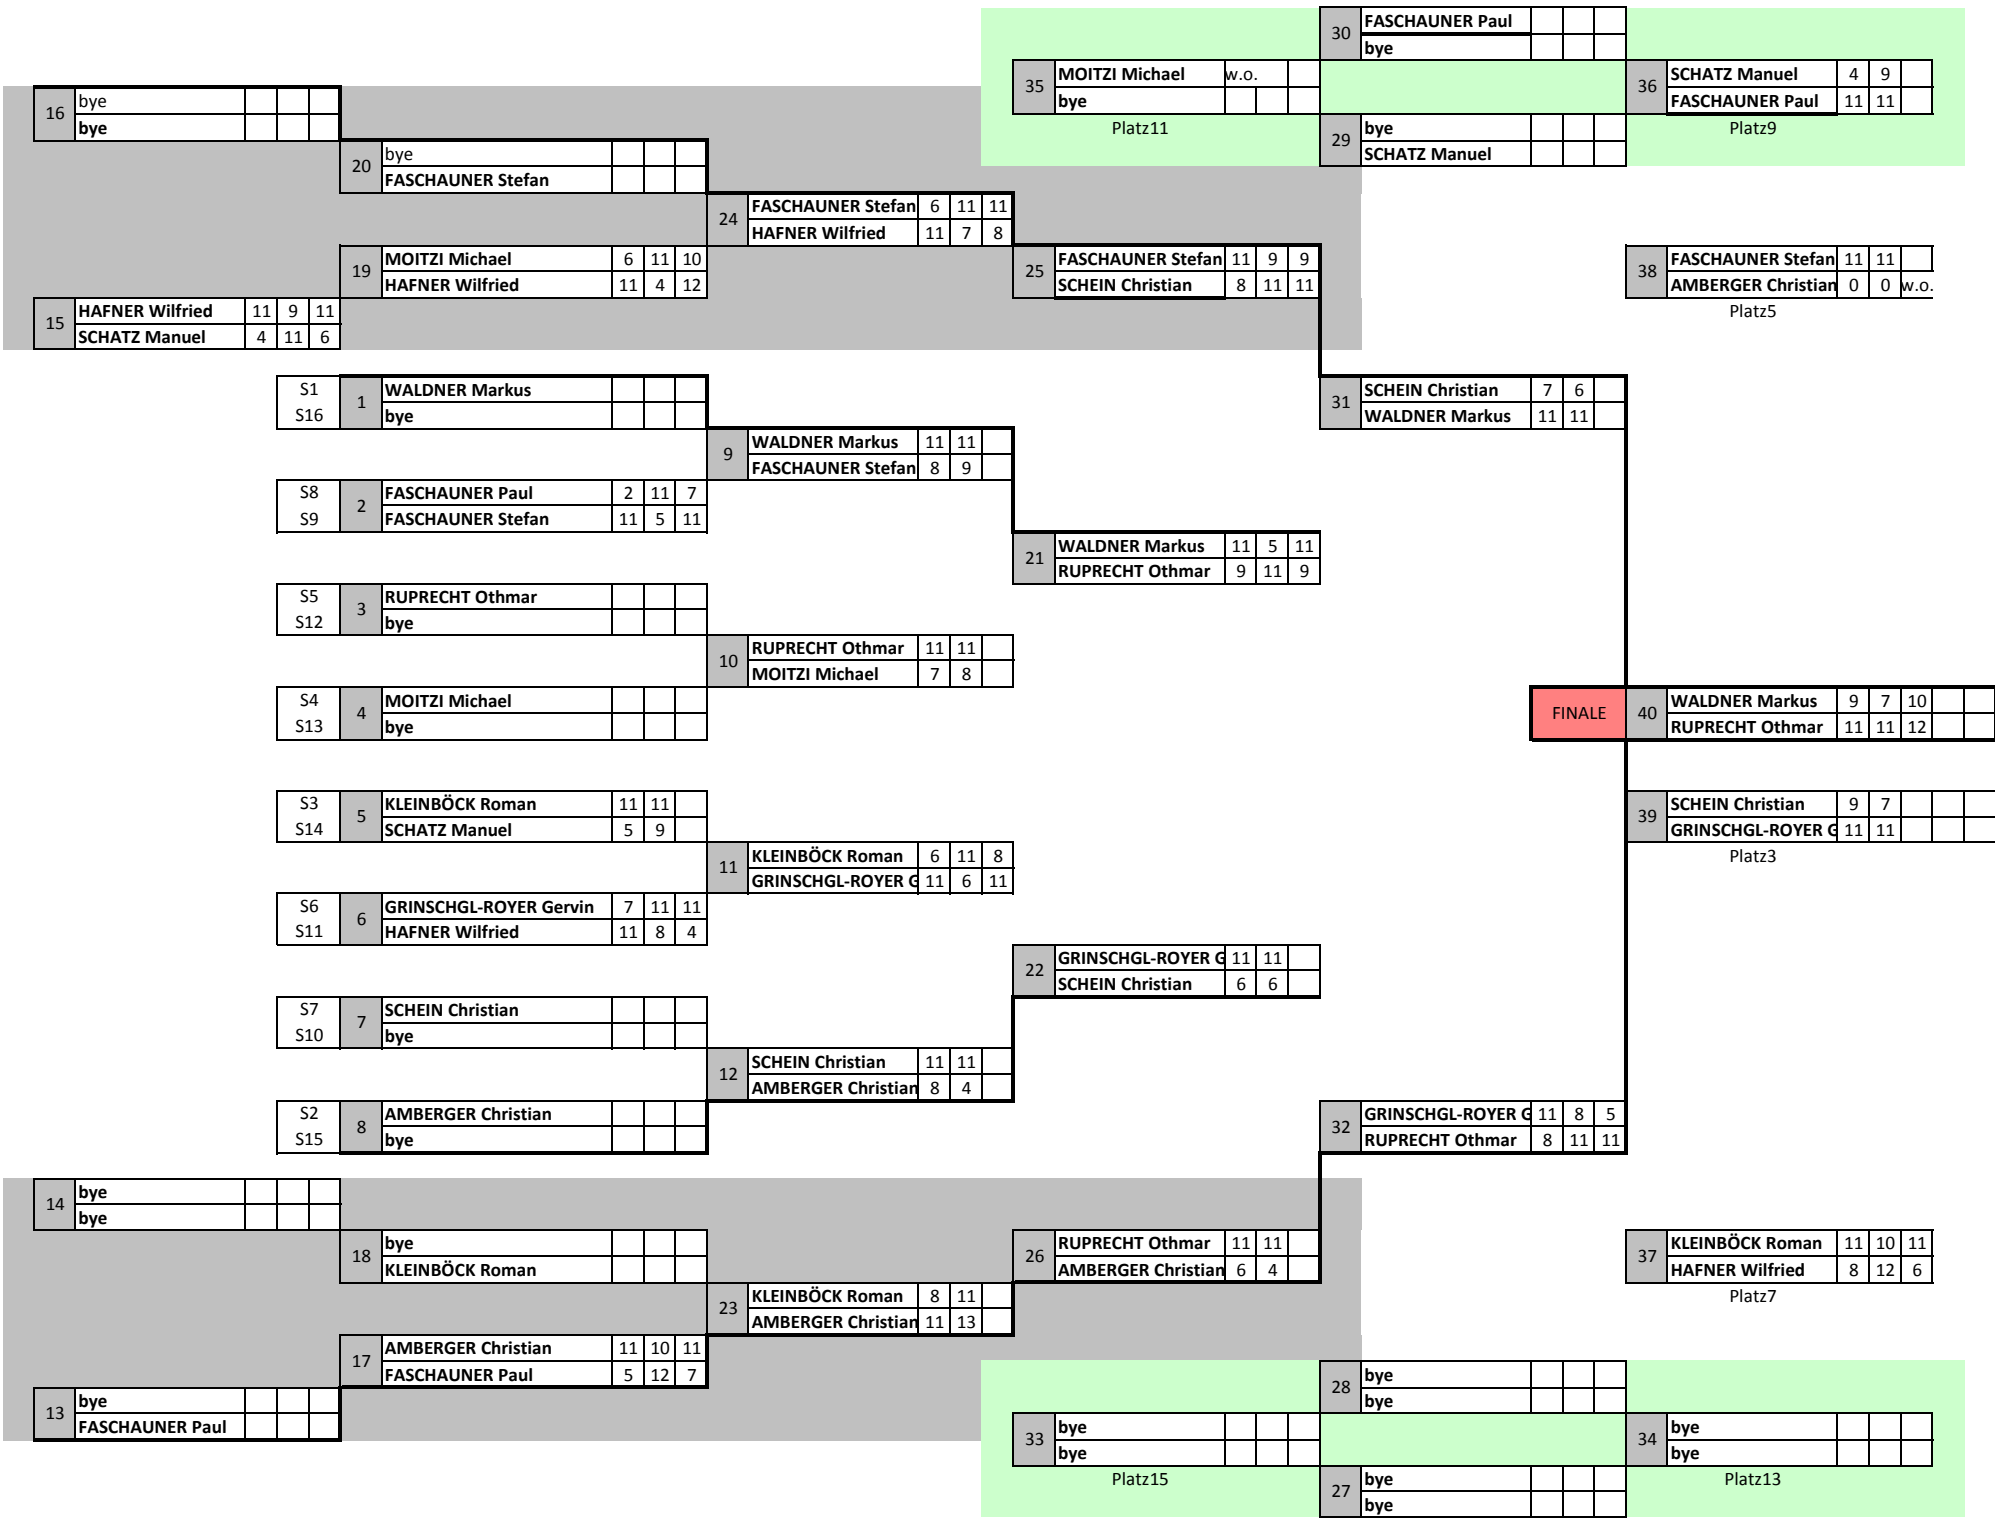 30 FASCHAUNER Paul
bye
35 MOITZI Michael w.o.
bye
Platz11
36 SCHATZ Manuel 4 9
FASCHAUNER Paul 11 11
Platz9
29 bye
SCHATZ Manuel
16 bye
bye
20 bye
FASCHAUNER Stefan
24 FASCHAUNER Stefan 6 11 11
HAFNER Wilfried 11 7 8
19 MOITZI Michael 6 11 10
HAFNER Wilfried 11 4 12
25 FASCHAUNER Stefan 11 9 9
SCHEIN Christian 8 11 11
38 FASCHAUNER Stefan 11 11
AMBERGER Christian 0 0 w.o.
Platz5
15 HAFNER Wilfried 11 9 11
SCHATZ Manuel 4 11 6
S1 1 WALDNER Markus
S16 bye
31 SCHEIN Christian 7 6
WALDNER Markus 11 11
9 WALDNER Markus 11 11
FASCHAUNER Stefan 8 9
S8 2 FASCHAUNER Paul 2 11 7
S9 FASCHAUNER Stefan 11 5 11
21 WALDNER Markus 11 5 11
RUPRECHT Othmar 9 11 9
S5 3 RUPRECHT Othmar
S12 bye
10 RUPRECHT Othmar 11 11
MOITZI Michael 7 8
S4 4 MOITZI Michael
S13 bye
FINALE 40 WALDNER Markus 9 7 10
RUPRECHT Othmar 11 11 12
S3 5 KLEINBÖCK Roman 11 11
S14 SCHATZ Manuel 5 9
39 SCHEIN Christian 9 7
GRINSCHGL-ROYER G 11 11
Platz3
11 KLEINBÖCK Roman 6 11 8
GRINSCHGL-ROYER G 11 6 11
S6 6 GRINSCHGL-ROYER Gervin 7 11 11
S11 HAFNER Wilfried 11 8 4
22 GRINSCHGL-ROYER G 11 11
SCHEIN Christian 6 6
S7 7 SCHEIN Christian
S10 bye
12 SCHEIN Christian 11 11
AMBERGER Christian 8 4
S2 8 AMBERGER Christian
S15 bye
32 GRINSCHGL-ROYER G 11 8 5
RUPRECHT Othmar 8 11 11
14 bye
bye
18 bye
KLEINBÖCK Roman
26 RUPRECHT Othmar 11 11
AMBERGER Christian 6 4
37 KLEINBÖCK Roman 11 10 11
HAFNER Wilfried 8 12 6
Platz7
23 KLEINBÖCK Roman 8 11
AMBERGER Christian 11 13
17 AMBERGER Christian 11 10 11
FASCHAUNER Paul 5 12 7
13 bye
FASCHAUNER Paul
28 bye
bye
33 bye
bye
Platz15
34 bye
bye
Platz13
27 bye
bye